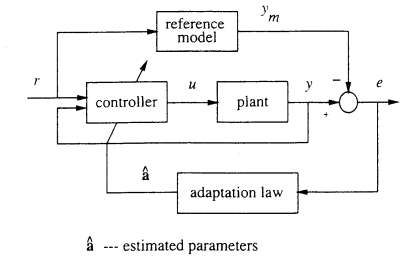 reference
model
y_m
r
controller
u
plant
y
−
+
e
â
adaptation law
â --- estimated parameters